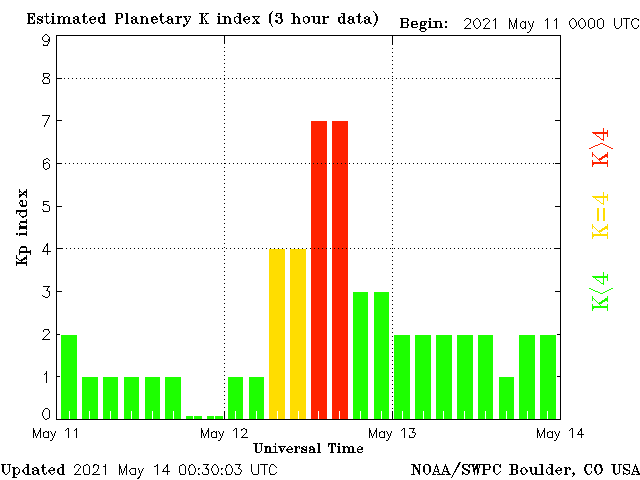 Estimated Planetary K index (3 hour data) Begin: 2021 May 11 0000 UTC
9
8
7
6
5
4
3
2
1
0
Kp index
K>4
K=4
K<4
May 11 May 12 May 13 May 14
Universal Time
Updated 2021 May 14 00:30:03 UTC NOAA/SWPC Boulder, CO USA